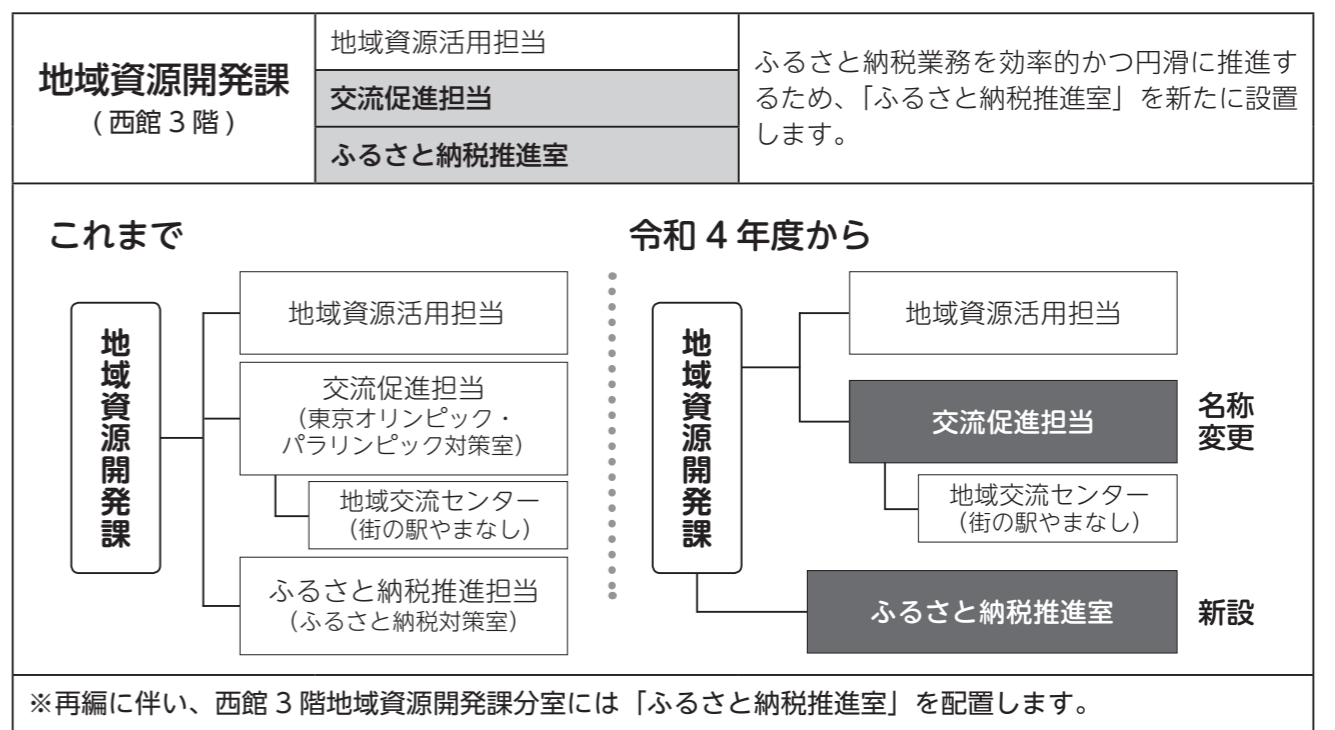 地域資源開発課
(西館3階)
地域資源活用担当
交流促進担当
ふるさと納税推進室
ふるさと納税業務を効率的かつ円滑に推進す
るため、「ふるさと納税推進室」を新たに設置
します。
これまで
地域資源開発課
地域資源活用担当
交流促進担当
(東京オリンピック・
パラリンピック対策室)
地域交流センター
(街の駅やまなし)
ふるさと納税推進担当
(ふるさと納税対策室)
令和4年度から
地域資源開発課
地域資源活用担当
交流促進担当
名称
変更
地域交流センター
(街の駅やまなし)
ふるさと納税推進室
新設
※再編に伴い、西館3階地域資源開発課分室には「ふるさと納税推進室」を配置します。